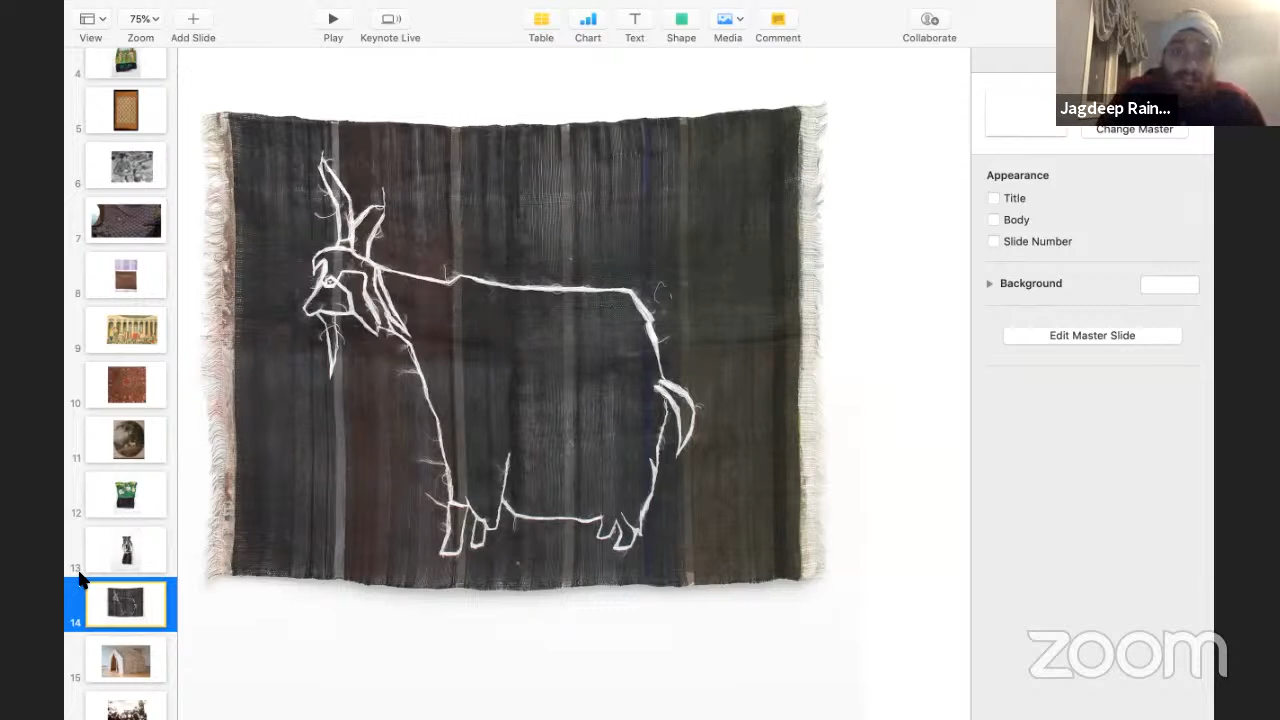 75%
View
Zoom
Add Slide
Play
Keynote Live
Table
Chart
Text
Shape
Media
Comment
Collaborate
Jagdeep Rain...
Change Master
Appearance
Title
Body
Slide Number
Background
Edit Master Slide
4
5
6
7
8
9
10
11
12
13
14
15
zoom